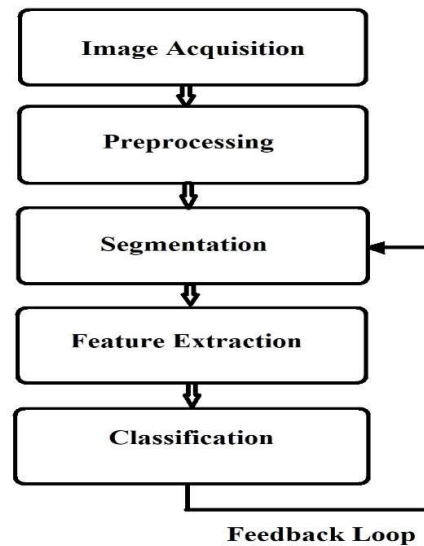 Image Acquisition
Preprocessing
Segmentation
Feature Extraction
Classification
Feedback Loop